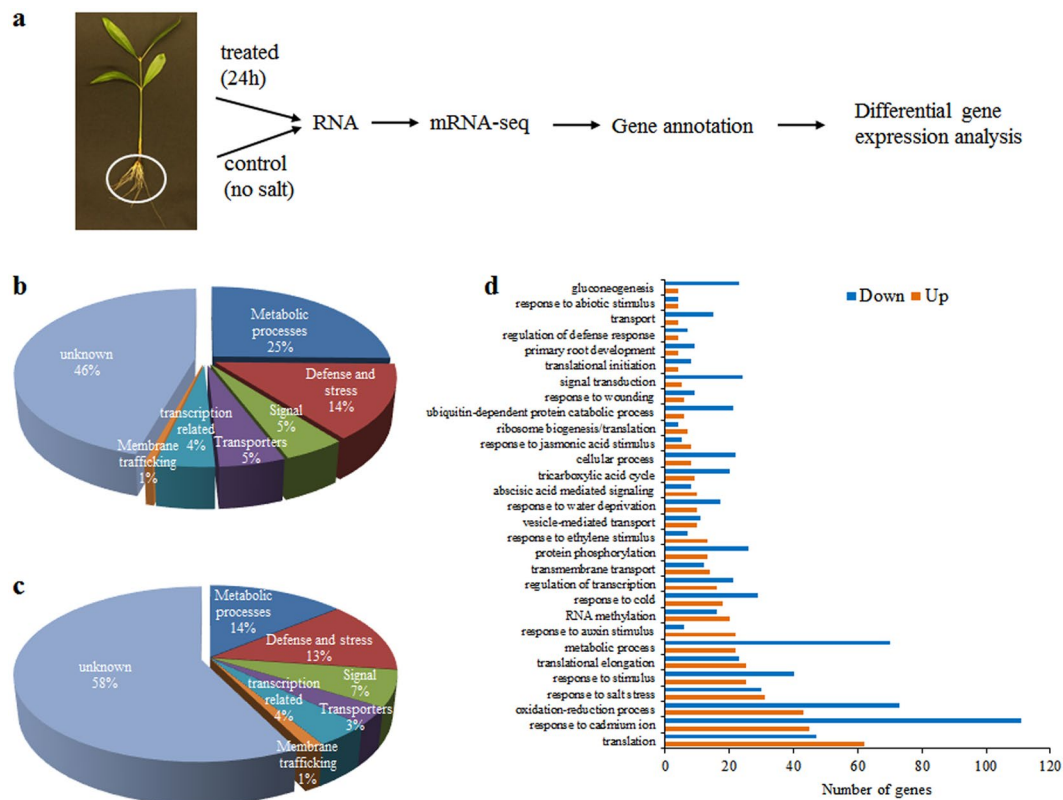 a
treated
(24h)
control
(no salt)
RNA
mRNA-seq
Gene annotation
Differential gene
expression analysis
b
Metabolic
processes
25%
Defense and
stress
14%
Signal
5%
Transporters
5%
transcription
related
4%
Membrane
trafficking
1%
unknown
46%
c
Metabolic
processes
14%
Defense and stress
13%
Signal
7%
Transporters
3%
transcription
related
4%
Membrane
trafficking
1%
unknown
58%
d
Down
Up
gluconeogenesis
response to abiotic stimulus
transport
regulation of defense response
primary root development
translational initiation
signal transduction
response to wounding
ubiquitin-dependent protein catabolic process
ribosome biogenesis/translation
response to jasmonic acid stimulus
cellular process
tricarboxylic acid cycle
abscisic acid mediated signaling
response to water deprivation
vesicle-mediated transport
response to ethylene stimulus
protein phosphorylation
transmembrane transport
regulation of transcription
response to cold
RNA methylation
response to auxin stimulus
metabolic process
translational elongation
response to stimulus
response to salt stress
oxidation-reduction process
response to cadmium ion
translation
0 20 40 60 80 100 120
Number of genes